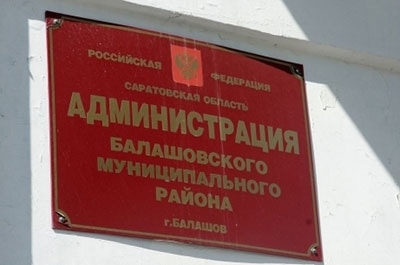 РОССИЙСКАЯ ФЕДЕРАЦИЯ
САРАТОВСКАЯ ОБЛАСТЬ
АДМИНИСТРАЦИЯ
БАЛАШОВСКОГО
МУНИЦИПАЛЬНОГО
РАЙОНА
г.БАЛАШОВ